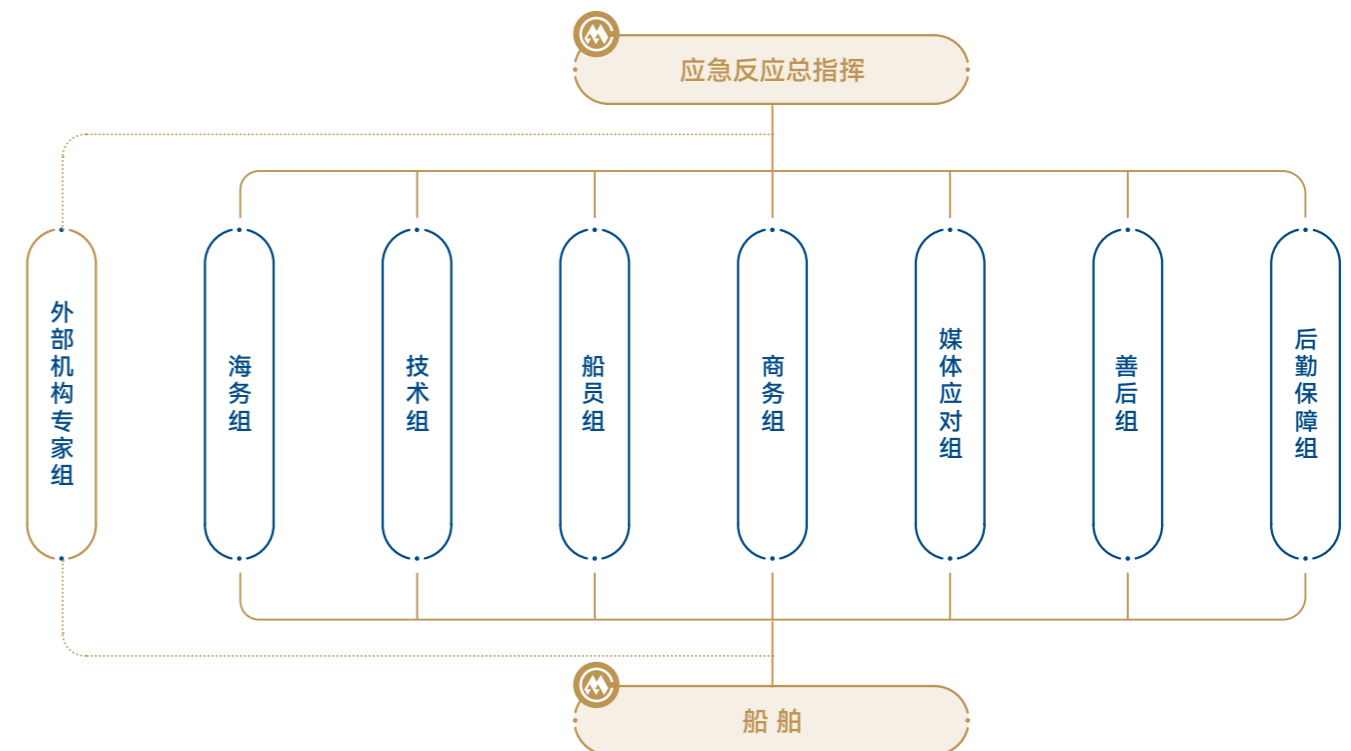 应急反应总指挥
外部机构专家组
海务组
技术组
船员组
商务组
媒体应对组
善后组
后勤保障组
船 舶